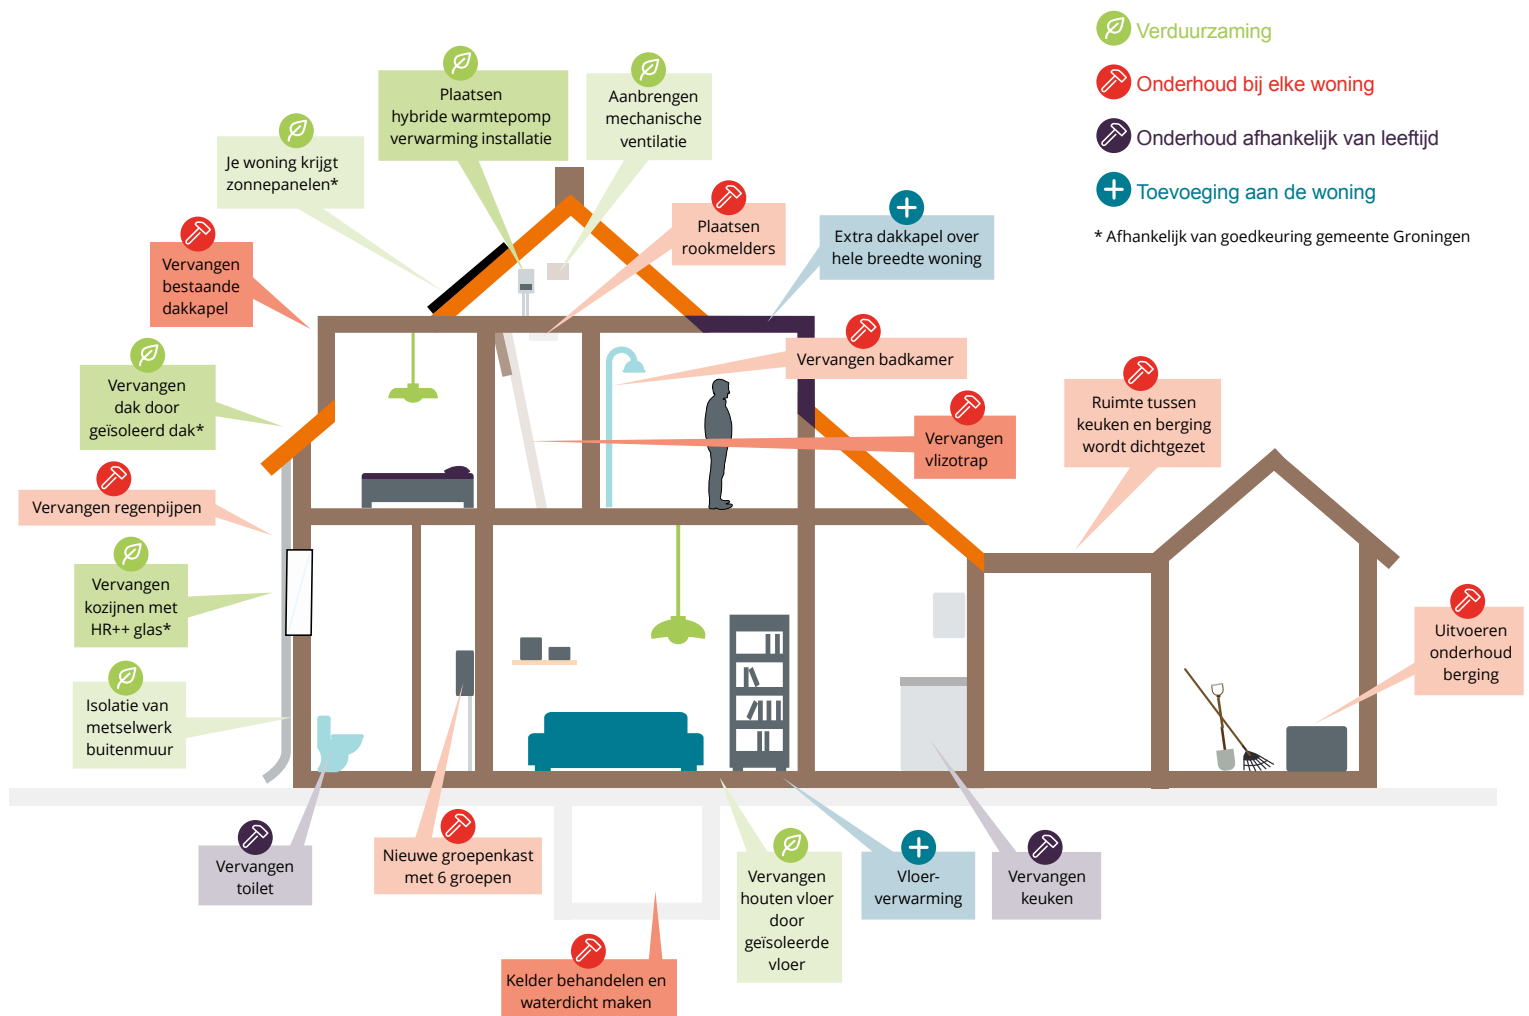 Verduurzaming
Onderhoud bij elke woning
Onderhoud afhankelijk van leeftijd
Toevoeging aan de woning
* Afhankelijk van goedkeuring gemeente Groningen
Plaatsen
hybride warmtepomp
verwarming installatie
Aanbrengen
mechanische
ventilatie
Je woning krijgt
zonnepanelen*
Plaatsen
rookmelders
Extra dakkapel over
hele breedte woning
Vervangen
bestaande
dakkapel
Vervangen badkamer
Vervangen
dak door
geïsoleerd dak*
Vervangen
vlizotrap
Ruimte tussen
keuken en berging
wordt dichtgezet
Vervangen regenpijpen
Vervangen
kozijnen met
HR++ glas*
Uitvoeren
onderhoud
berging
Isolatie van
metselwerk
buitenmuur
Vervangen
toilet
Nieuwe groepenkast
met 6 groepen
Vervangen
houten vloer
door
geïsoleerde
vloer
Vloer-
verwarming
Vervangen
keuken
Kelder behandelen en
waterdicht maken